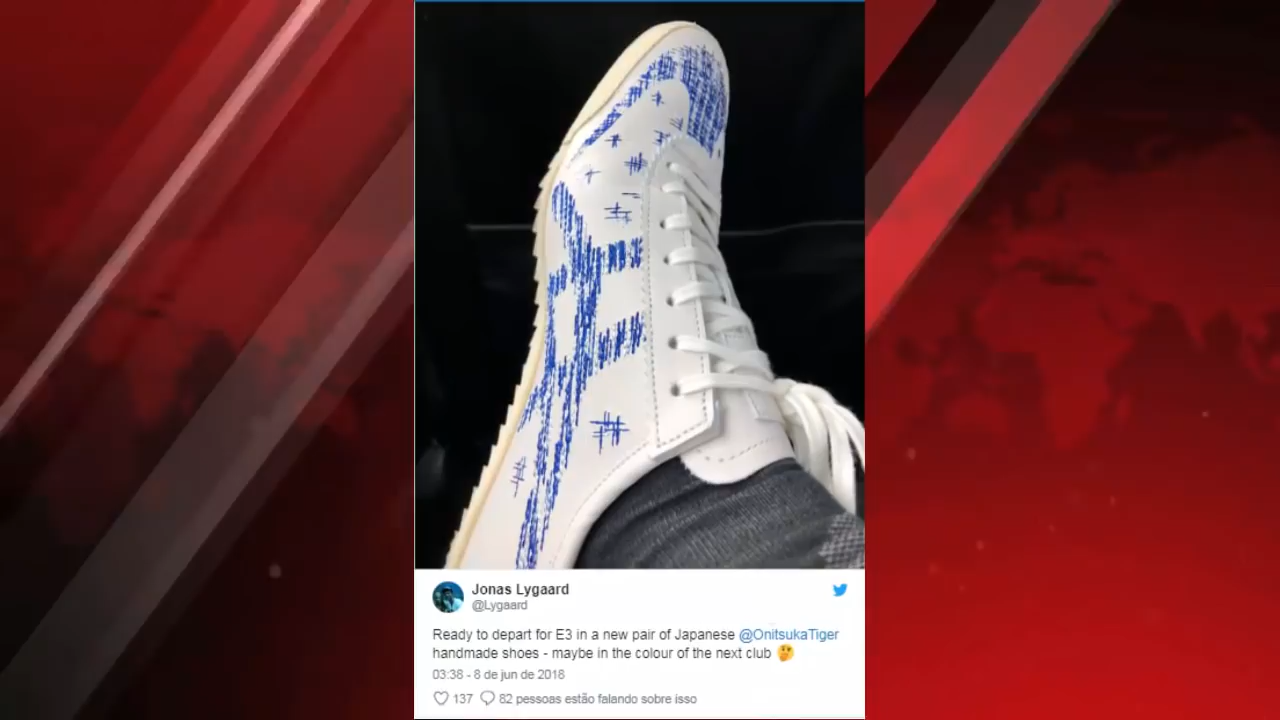 Jonas Lygaard
@Lygaard
Ready to depart for E3 in a new pair of Japanese @OnitsukaTiger
handmade shoes - maybe in the colour of the next club 🤔
03:38 - 8 de jun de 2018
137 82 pessoas estão falando sobre isso